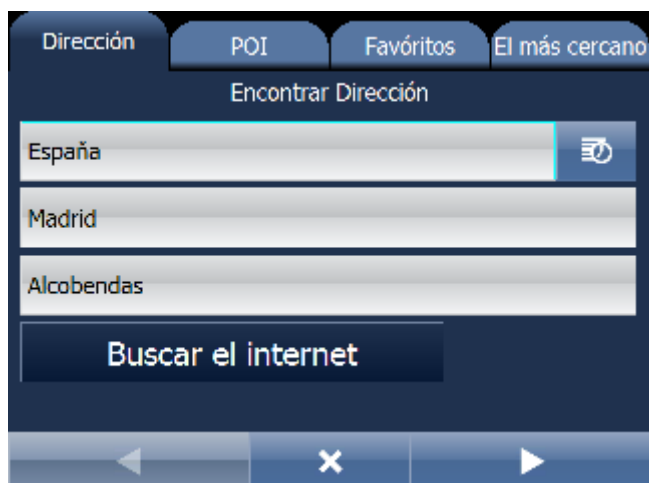 Dirección
POI
Favóritos
El más cercano
Encontrar Dirección
España
Madrid
Alcobendas
Buscar el internet